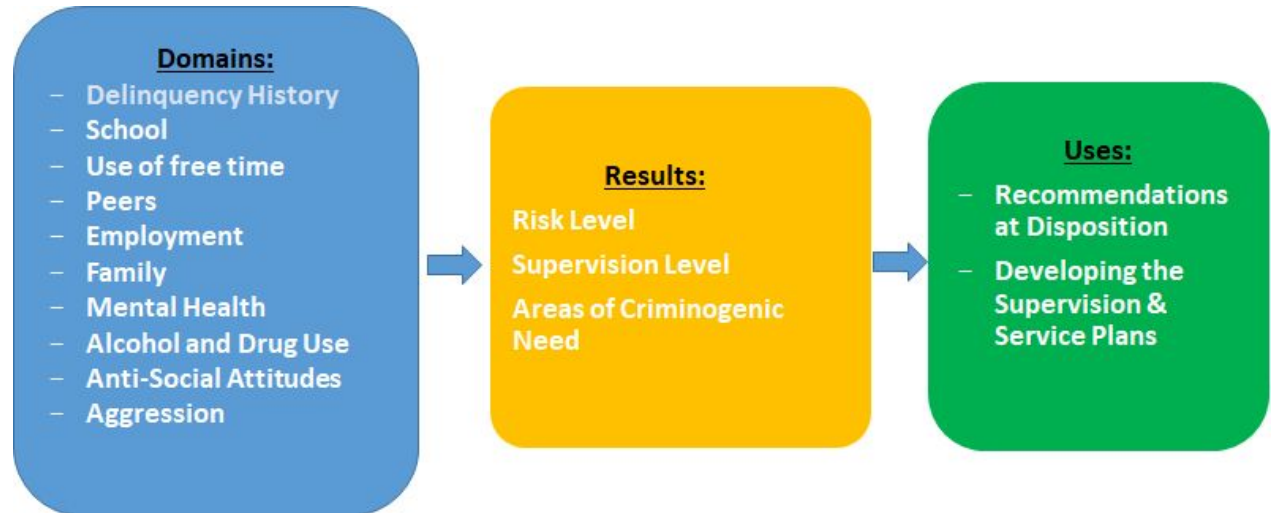 Domains:
– Delinquency History
– School
– Use of free time
– Peers
– Employment
– Family
– Mental Health
– Alcohol and Drug Use
– Anti-Social Attitudes
– Aggression
Results:
Risk Level
Supervision Level
Areas of Criminogenic
Need
Uses:
– Recommendations
at Disposition
– Developing the
Supervision &
Service Plans